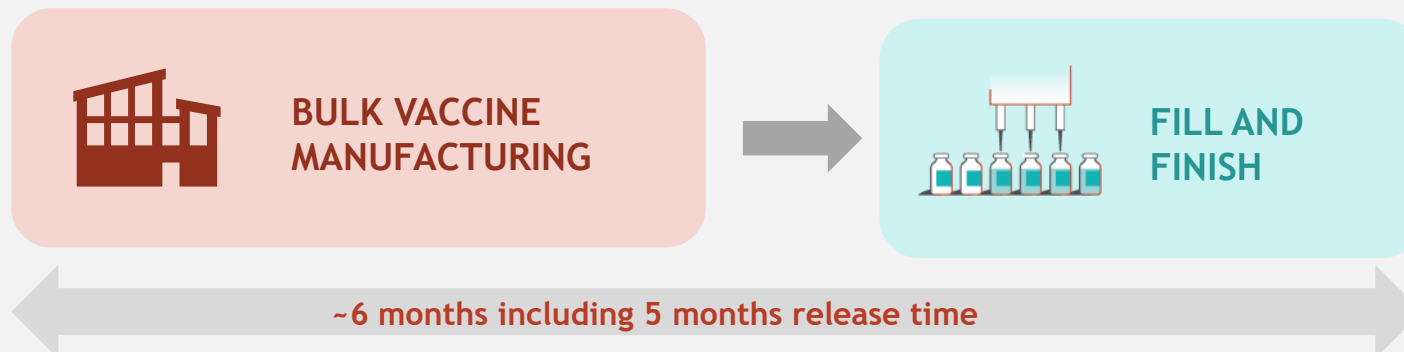 BULK VACCINE
MANUFACTURING
FILL AND
FINISH
~6 months including 5 months release time